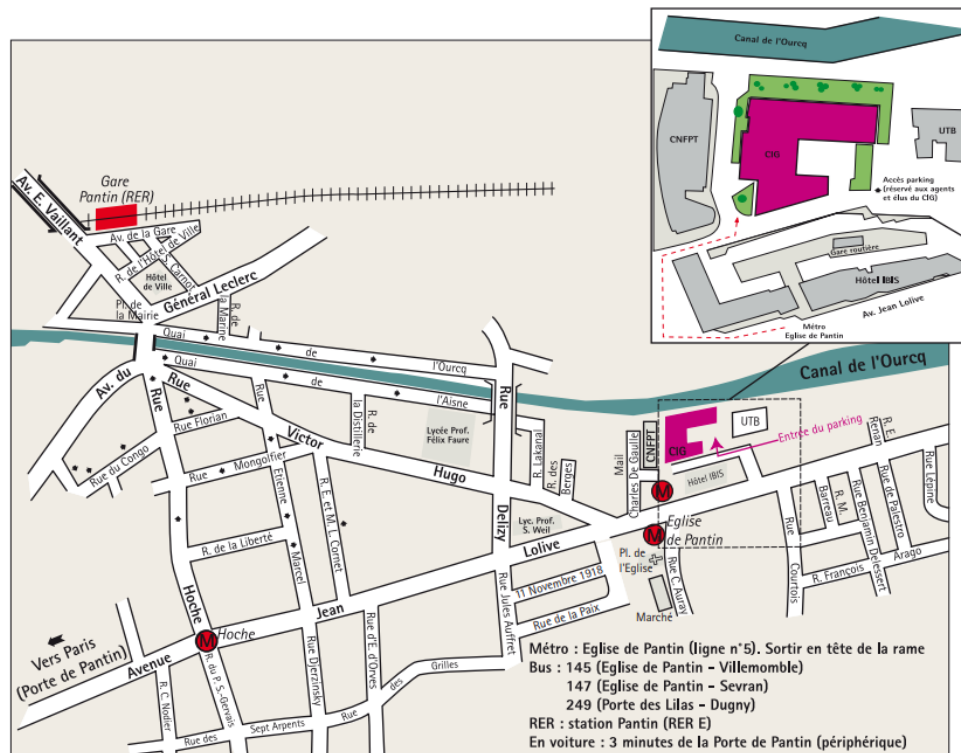 Canal de l'Ourcq
CNFPT
CIG
UTB
Accès parking
(réservé aux agents
et élus du CIG)
Gare routière
Hôtel IBIS
Av. Jean Lolive
Métro
Eglise de Pantin
Gare
Pantin (RER)
Av. E. Vaillant
Av. de la Gare
R. de l'Hôtel de Ville
Hôtel
de Ville
Carnot
Général Leclerc
Pl. de
la Mairie
R. de
la Marine
Quai de l'Ourcq
Quai de l'Aisne
Av. du
Rue
Rue Victor Hugo
Rue Florian
Rue du Congo
Rue Mongolfier
Rue
Etienne
Marcel
R. de
la Distillerie
Lycée Prof.
Félix Faure
Rue
Delizy
R. Lakanal
R. des
Berges
Lyc. Prof.
S. Weil
R. E. et M. L. Cornet
R. de la Liberté
Hoche
Canal de l'Ourcq
Mail
Charles De Gaulle
CNFPT
CIG
UTB
Entrée du parking
Hôtel IBIS
M
M
Eglise
de Pantin
Pl. de
l'Eglise
Marché
Rue C. Auray
R. E.
Renan
Rue Lépine
Rue de Palestro
Rue Benjamin Delessert
R. M.
Barreau
Rue
Courtois
R. François Arago
11 Novembre 1918
Rue de la Paix
Rue Jules Auffret
Avenue Jean Lolive
M
Hoche
Vers Paris
(Porte de Pantin)
R. C. Nodier
R. du P. S.-Gervais
Rue Djerzinsky
Rue d'E. d'Orves
Rue des Sept Arpents
Rue des Grilles
Métro : Eglise de Pantin (ligne n°5). Sortir en tête de la rame
Bus : 145 (Eglise de Pantin - Villemomble)
147 (Eglise de Pantin - Sevran)
249 (Porte des Lilas - Dugny)
RER : station Pantin (RER E)
En voiture : 3 minutes de la Porte de Pantin (périphérique)